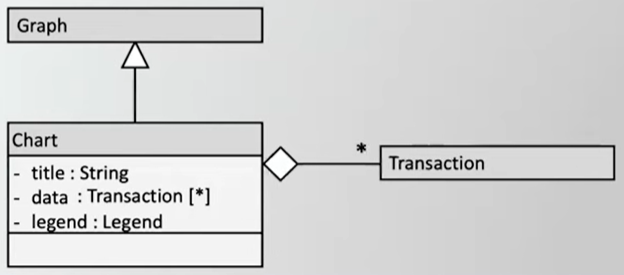 Graph
Chart
- title : String
- data : Transaction [*]
- legend : Legend
*
Transaction